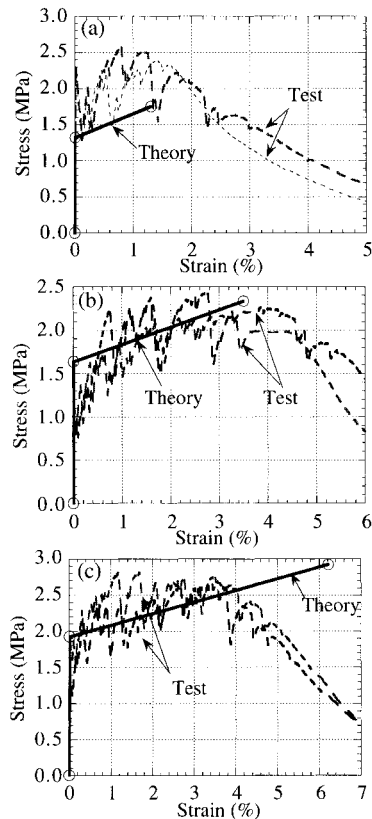 (a)
3.0
2.5
2.0
1.5
1.0
0.5
0.0
Stress (MPa)
Test
Theory
0 1 2 3 4 5
Strain (%)
(b)
2.5
2.0
1.5
1.0
0.5
0.0
Stress (MPa)
Theory
Test
0 1 2 3 4 5 6
Strain (%)
(c)
3.0
2.5
2.0
1.5
1.0
0.5
0.0
Stress (MPa)
Theory
Test
0 1 2 3 4 5 6 7
Strain (%)